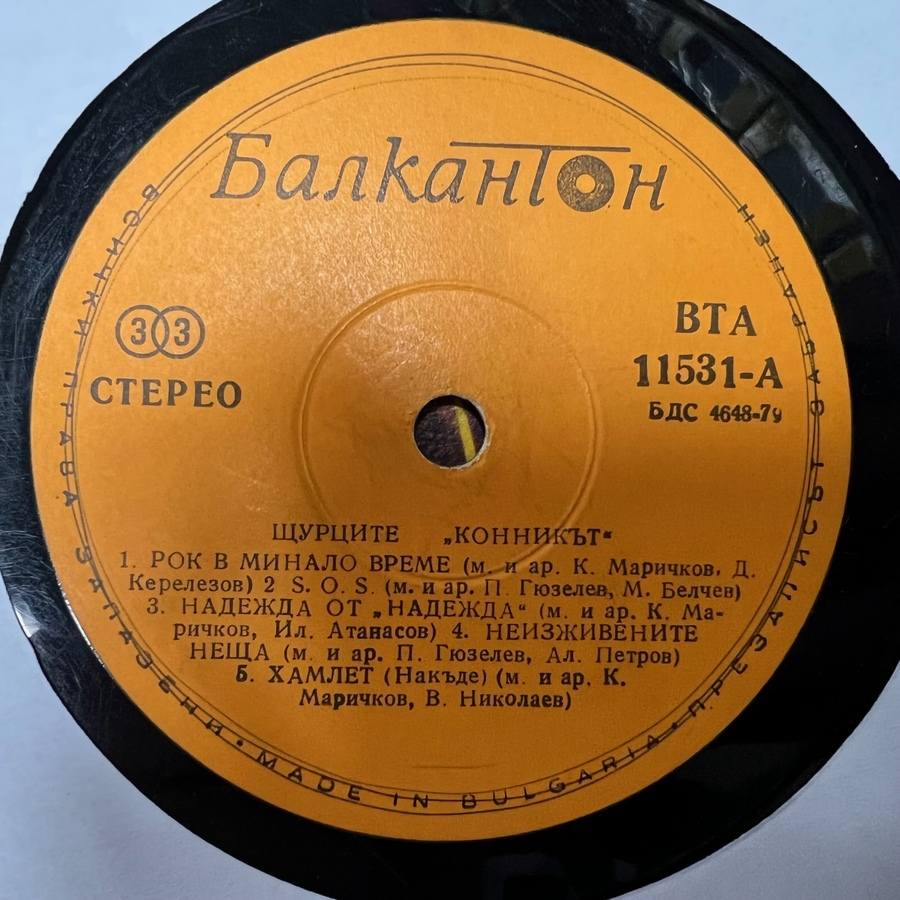 Балкантон
33
СТЕРЕО
ВТА
11531-А
БДС 4648-79
ЩУРЦИТЕ „КОННИКЪТ“
1. РОК В МИНАЛО ВРЕМЕ (м. и ар. К. Маричков, Д.
Керелезов) 2 S. O. S. (м. и ар. П. Гюзелев, М. Белчев)
3. НАДЕЖДА ОТ „НАДЕЖДА“ (м. и ар. К. Ма-
ричков, Ил. Атанасов) 4. НЕИЗЖИВЕНИТЕ
НЕЩА (м. и ар. П. Гюзелев, Ал. Петров)
5. ХАМЛЕТ (Накъде) (м. и ар. К.
Маричков, В. Николаев)
ВСИЧКИ ПРАВА ЗАПАЗЕНИ • MADE IN BULGARIA • ПРЕЗАПИСЪТ ЗАБРАНЕН